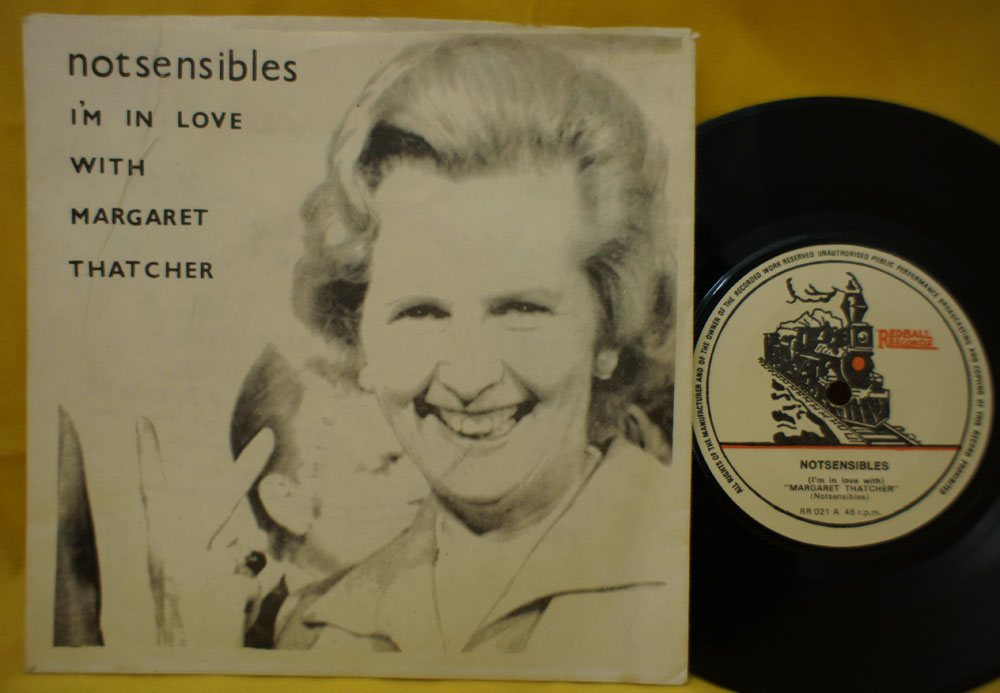 notsensibles
I'M IN LOVE
WITH
MARGARET
THATCHER
ALL RIGHTS OF THE MANUFACTURER AND OF THE OWNER OF THE RECORDED WORK RESERVED UNAUTHORISED PUBLIC PERFORMANCE BROADCASTING AND COPYING OF THIS RECORD PROHIBITED
REDBALL
RECORDS
NOTSENSIBLES
(I'm in love with)
"MARGARET THATCHER"
(Notsensibles)
RR 021 A 45 r.p.m.